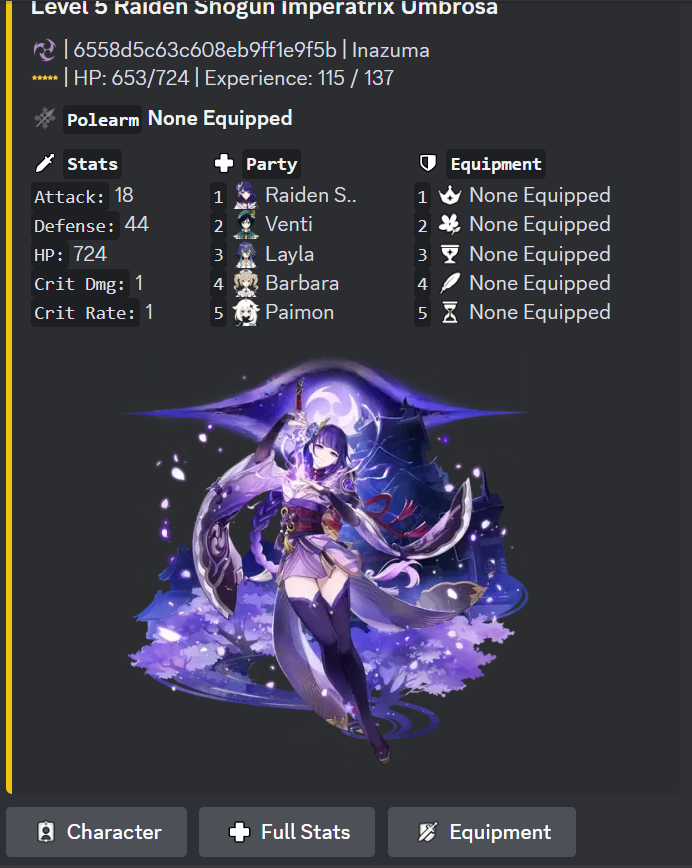 Level 5 Raiden Shogun Imperatrix Umbrosa
| 6558d5c63c608eb9ff1e9f5b | Inazuma
| HP: 653/724 | Experience: 115 / 137
Polearm None Equipped
Stats
Attack: 18
Defense: 44
HP: 724
Crit Dmg: 1
Crit Rate: 1
Party
1 Raiden S..
2 Venti
3 Layla
4 Barbara
5 Paimon
Equipment
1 None Equipped
2 None Equipped
3 None Equipped
4 None Equipped
5 None Equipped
Character
Full Stats
Equipment